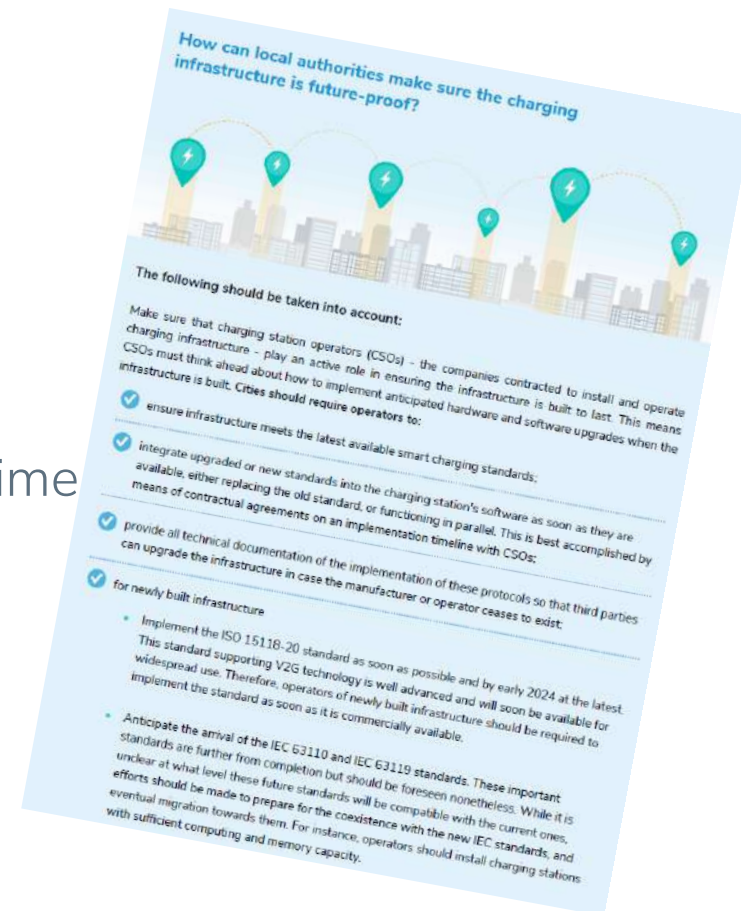 How can local authorities make sure the charging
infrastructure is future-proof?
The following should be taken into account:
Make sure that charging station operators (CSOs) - the companies contracted to install and operate
charging infrastructure - play an active role in ensuring the infrastructure is built to last. This means
CSOs must think ahead about how to implement anticipated hardware and software upgrades when the
infrastructure is built. Cities should require operators to:
ensure infrastructure meets the latest available smart charging standards;
integrate upgraded or new standards into the charging station's software as soon as they are
available, either replacing the old standard, or functioning in parallel. This is best accomplished by
means of contractual agreements on an implementation timeline with CSOs;
ime
provide all technical documentation of the implementation of these protocols so that third parties
can upgrade the infrastructure in case the manufacturer or operator ceases to exist;
for newly built infrastructure
Implement the ISO 15118-20 standard as soon as possible and by early 2024 at the latest.
This standard supporting V2G technology is well advanced and will soon be available for
widespread use. Therefore, operators of newly built infrastructure should be required to
implement the standard as soon as it is commercially available.
Anticipate the arrival of the IEC 63110 and IEC 63119 standards. These important
standards are further from completion but should be foreseen nonetheless. While it is
unclear at what level these future standards will be compatible with the current ones,
efforts should be made to prepare for the coexistence with the new IEC standards, and
eventual migration towards them. For instance, operators should install charging stations
with sufficient computing and memory capacity.